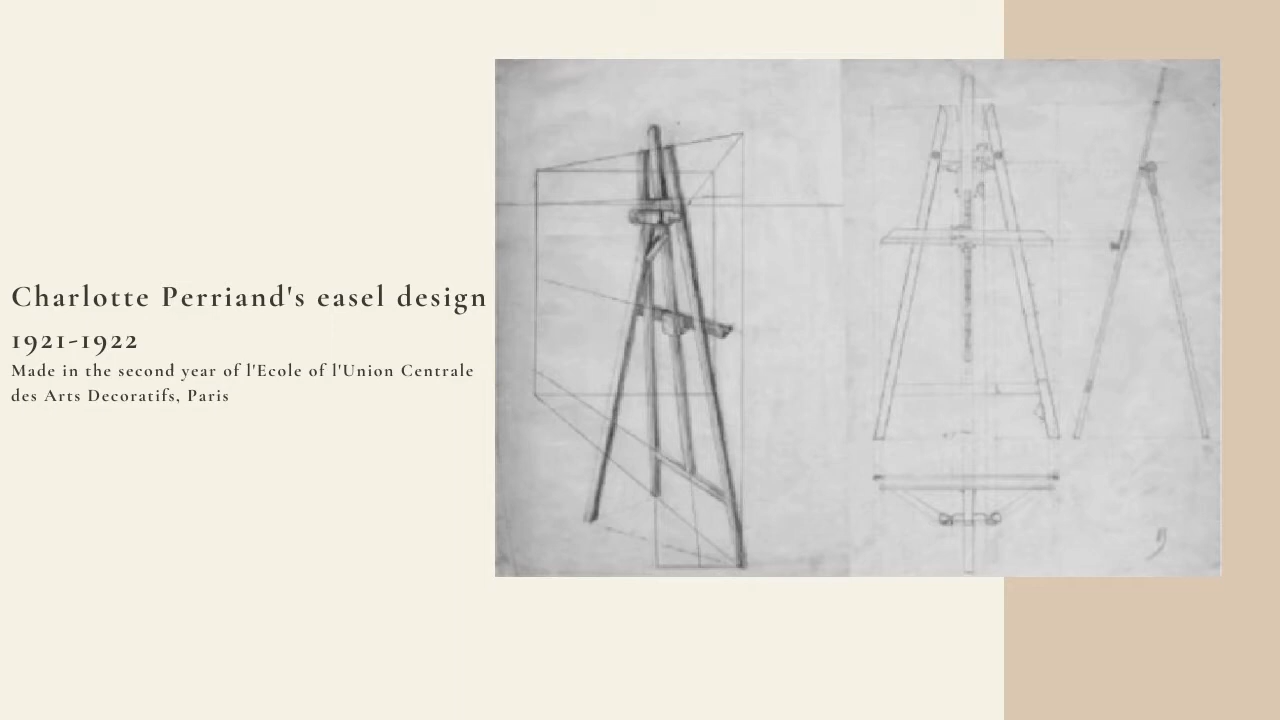 Charlotte Perriand's easel design
1921-1922
Made in the second year of l'Ecole of l'Union Centrale
des Arts Decoratifs, Paris